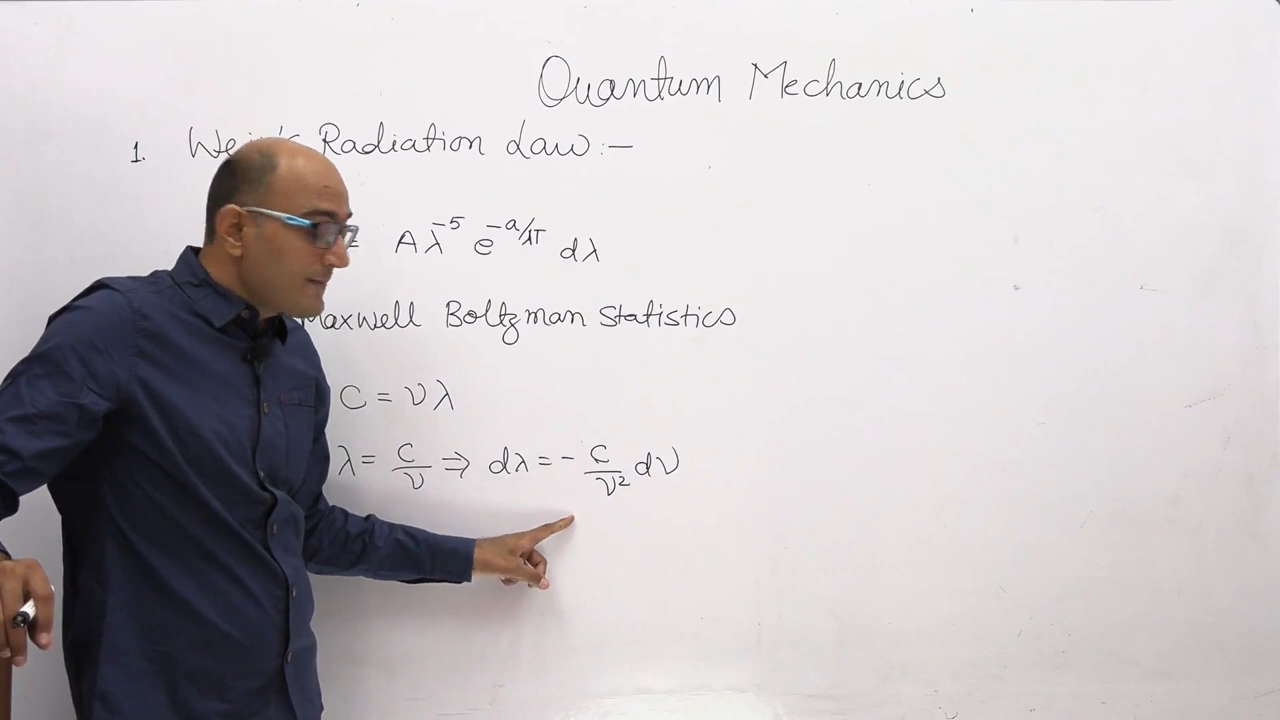 Quantum Mechanics
1. Radiation Law :-
= Aλ⁻⁵ e^(-a/λT) dλ
Maxwell Boltzman Statistics
C = νλ
λ = C/ν ⇒ dλ = - C/ν² dν